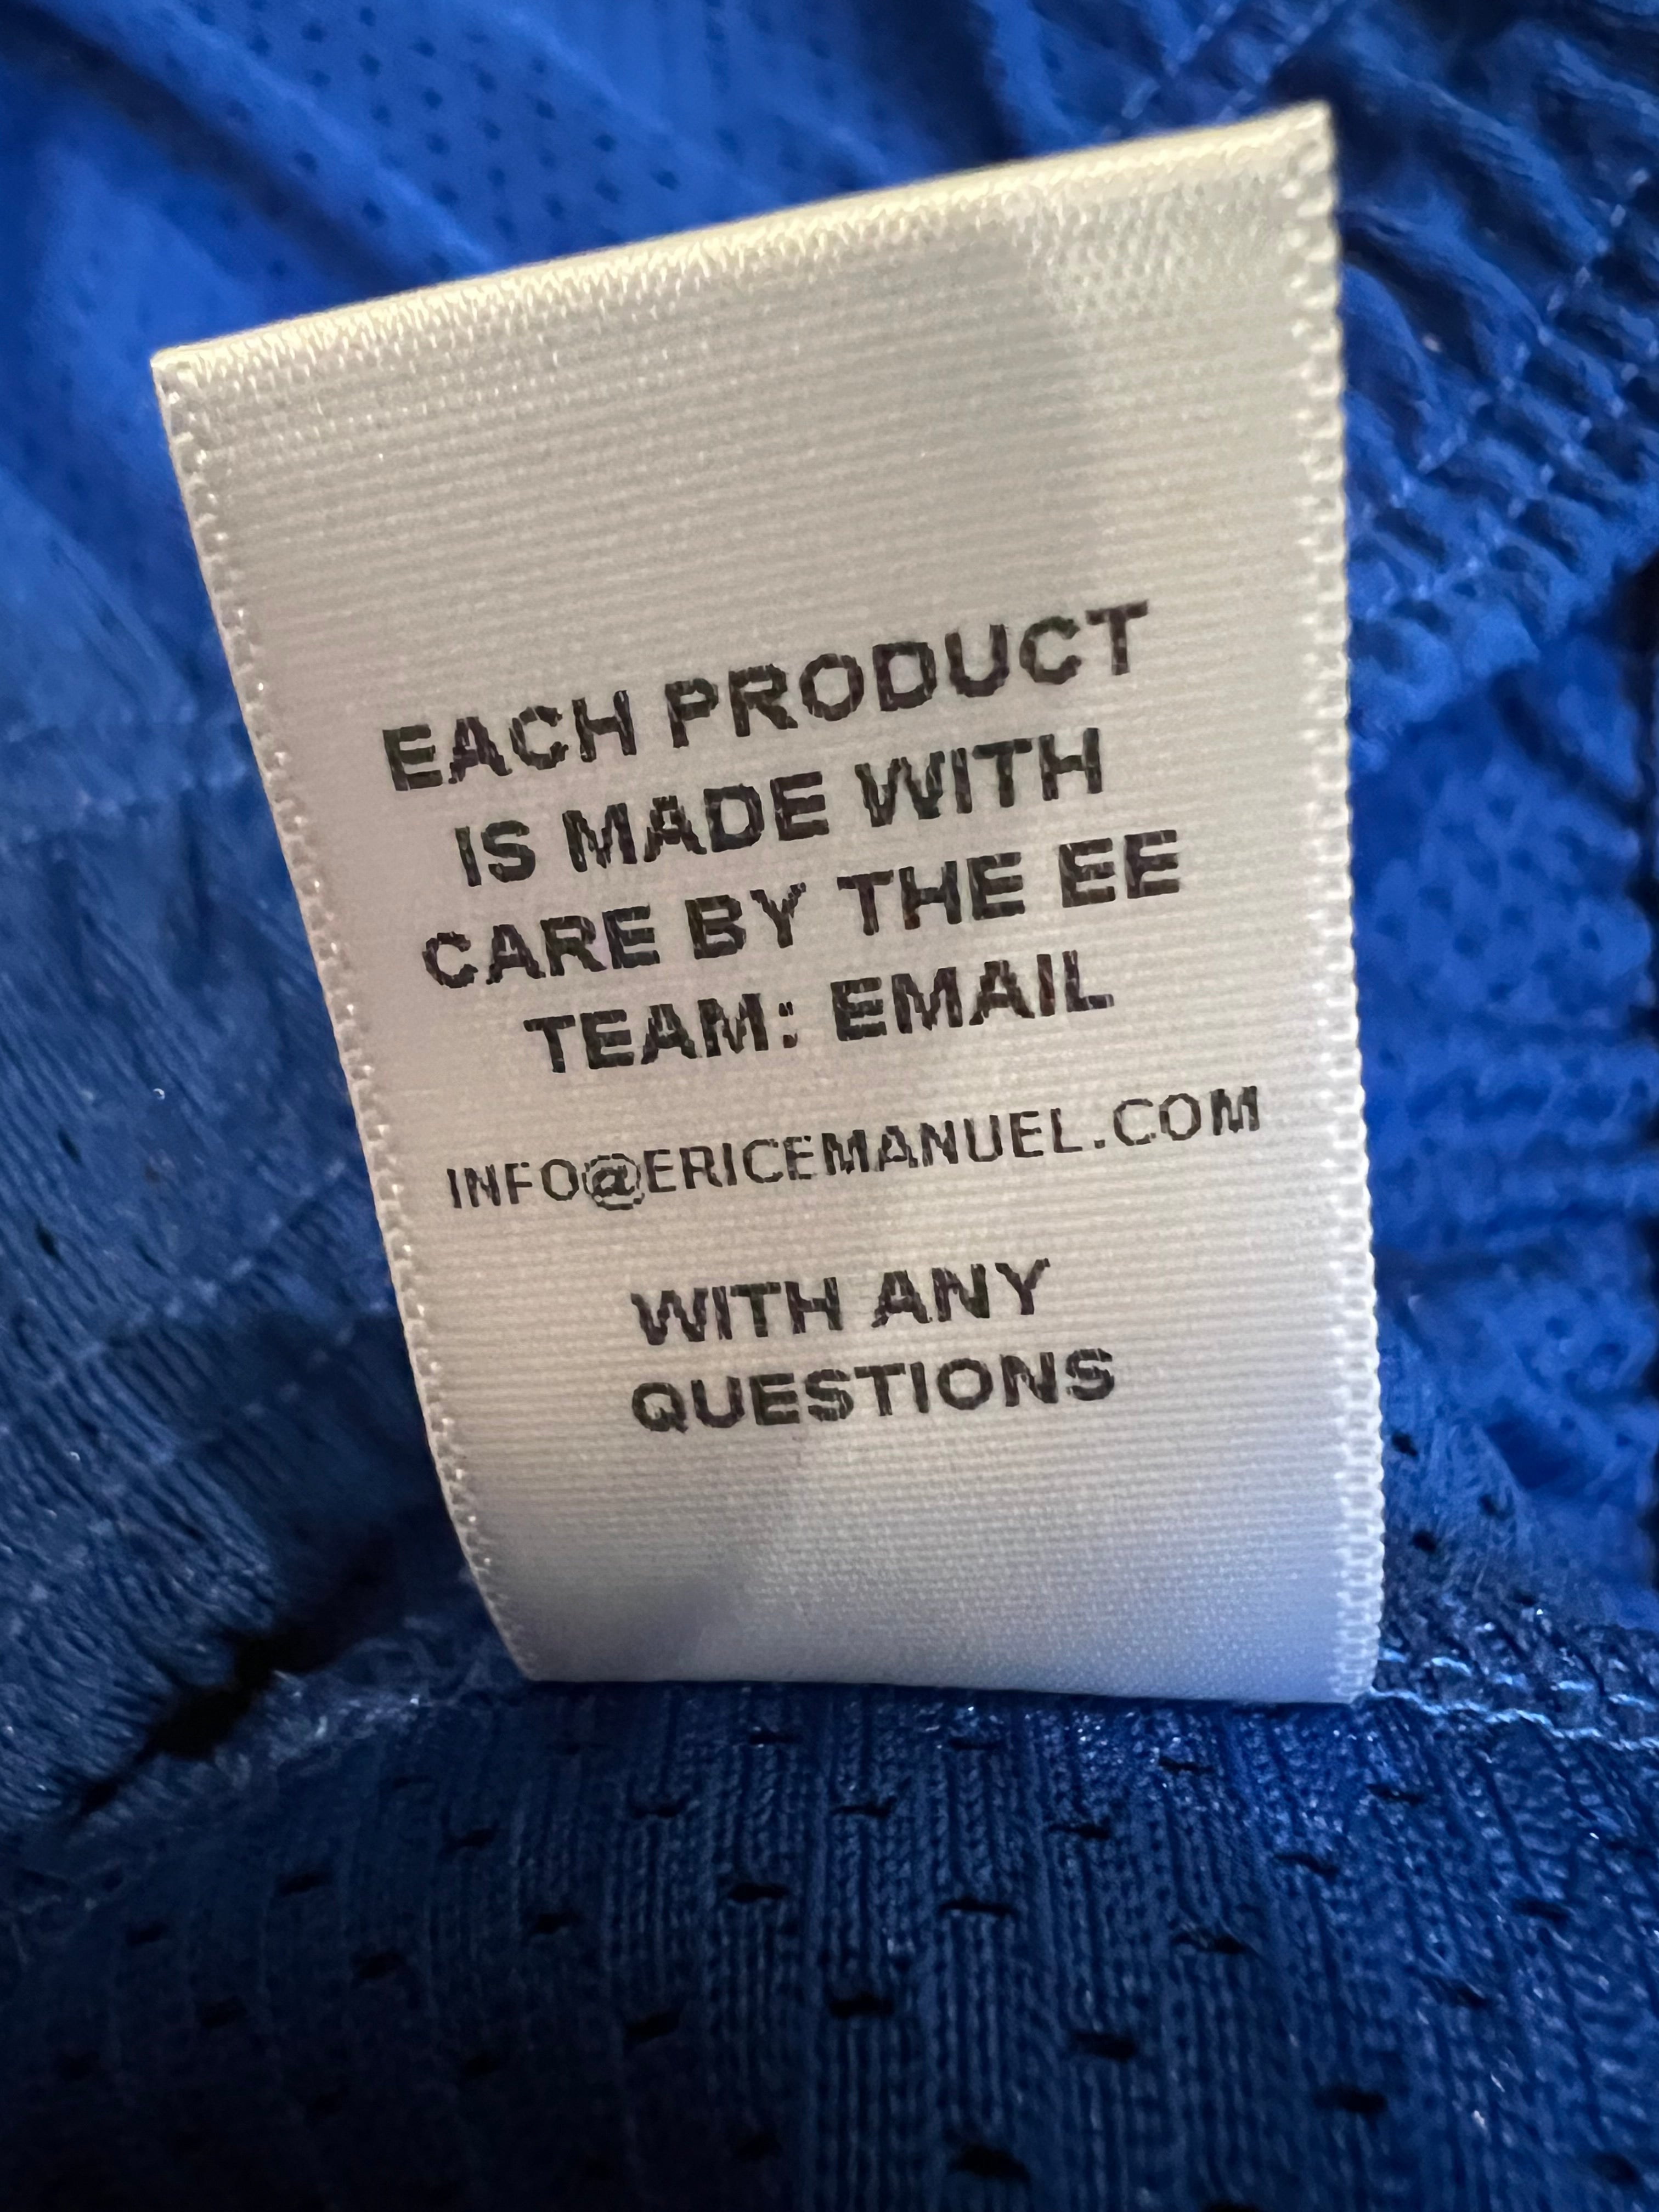 EACH PRODUCT
IS MADE WITH
CARE BY THE EE
TEAM: EMAIL
INFO@ERICEMANUEL.COM
WITH ANY
QUESTIONS